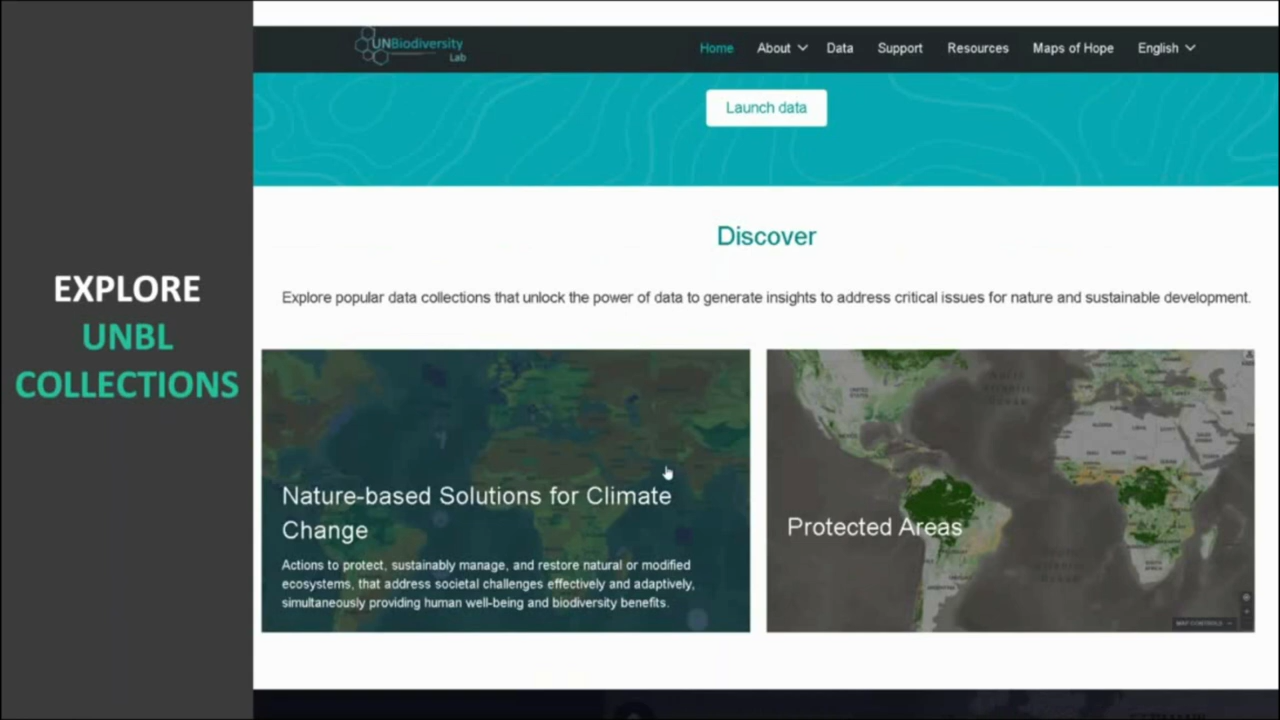 UNBiodiversity
Lab
Home About Data Support Resources Maps of Hope English
Launch data
EXPLORE
UNBL
COLLECTIONS
Discover
Explore popular data collections that unlock the power of data to generate insights to address critical issues for nature and sustainable development.
Nature-based Solutions for Climate
Change
Actions to protect, sustainably manage, and restore natural or modified
ecosystems, that address societal challenges effectively and adaptively,
simultaneously providing human well-being and biodiversity benefits.
Protected Areas
MAP CONTROLS